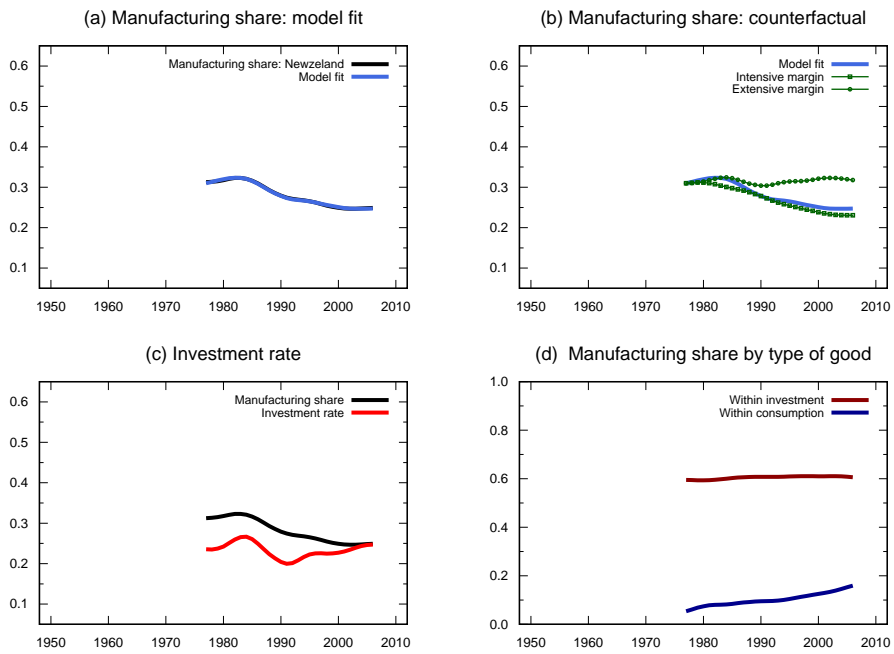 (a) Manufacturing share: model fit
Manufacturing share: Newzeland
Model fit
0.6
0.5
0.4
0.3
0.2
0.1
1950 1960 1970 1980 1990 2000 2010
(b) Manufacturing share: counterfactual
Model fit
Intensive margin
Extensive margin
0.6
0.5
0.4
0.3
0.2
0.1
1950 1960 1970 1980 1990 2000 2010
(c) Investment rate
Manufacturing share
Investment rate
0.6
0.5
0.4
0.3
0.2
0.1
1950 1960 1970 1980 1990 2000 2010
(d) Manufacturing share by type of good
Within investment
Within consumption
1.0
0.8
0.6
0.4
0.2
0.0
1950 1960 1970 1980 1990 2000 2010